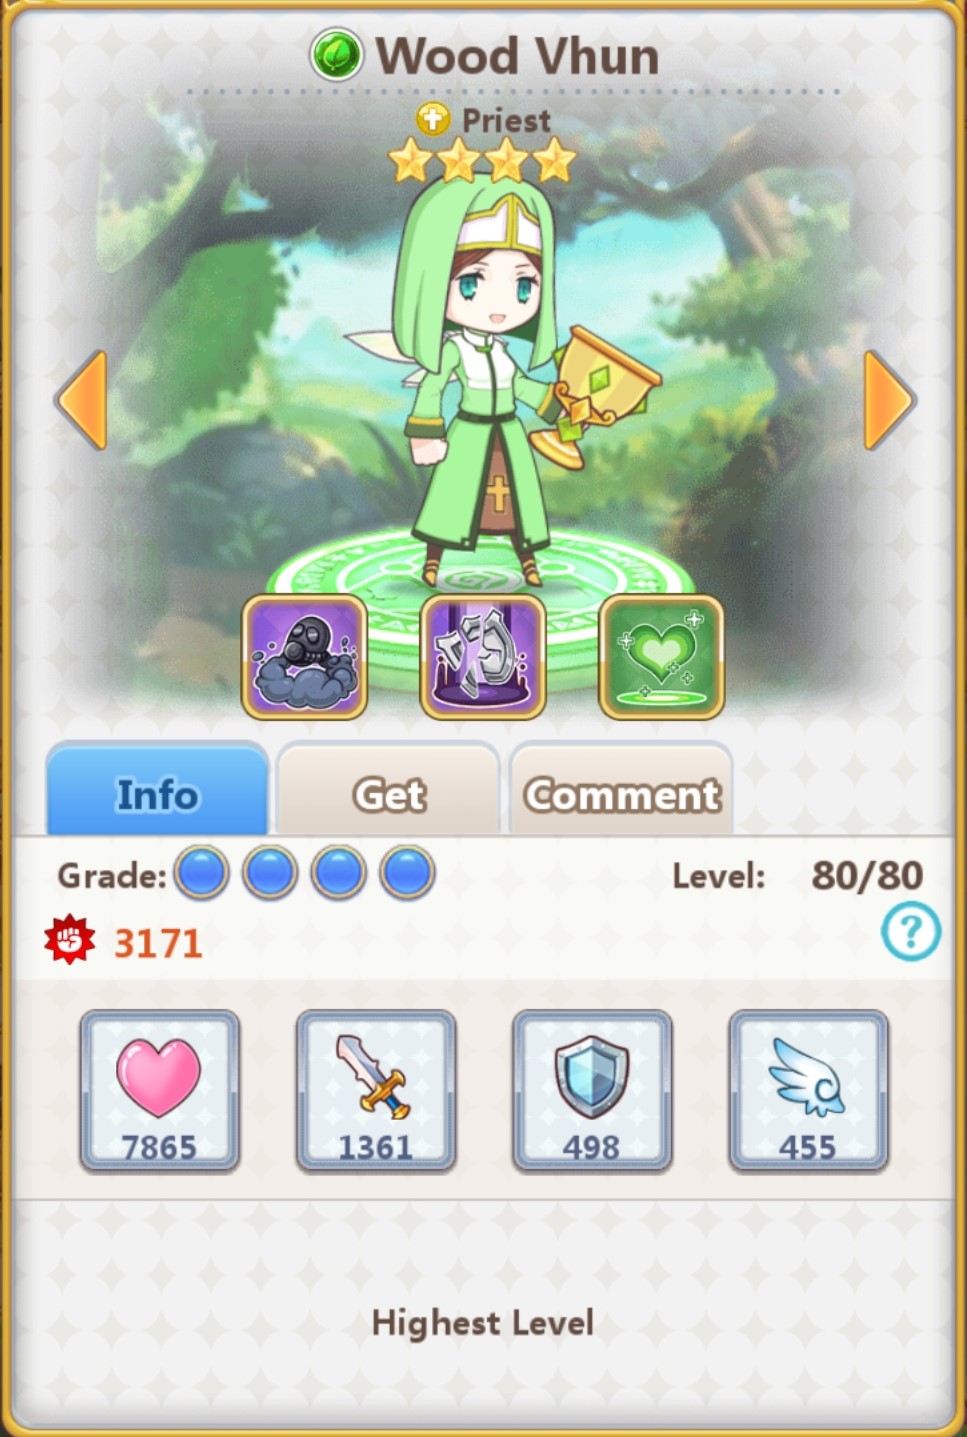 Wood Vhun
Priest
Info
Get
Comment
Grade:
Level: 80/80
3171
?
7865
1361
498
455
Highest Level